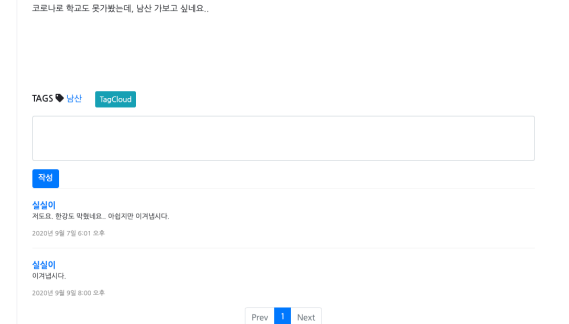 코로나로 학교도 못가봤는데, 남산 가보고 싶네요..
TAGS 남산 TagCloud
작성
실실이
저도요. 한강도 막혔네요.. 아쉽지만 이겨냅시다.
2020년 9월 7일 6:01 오후
실실이
이겨냅시다.
2020년 9월 9일 8:00 오후
Prev 1 Next